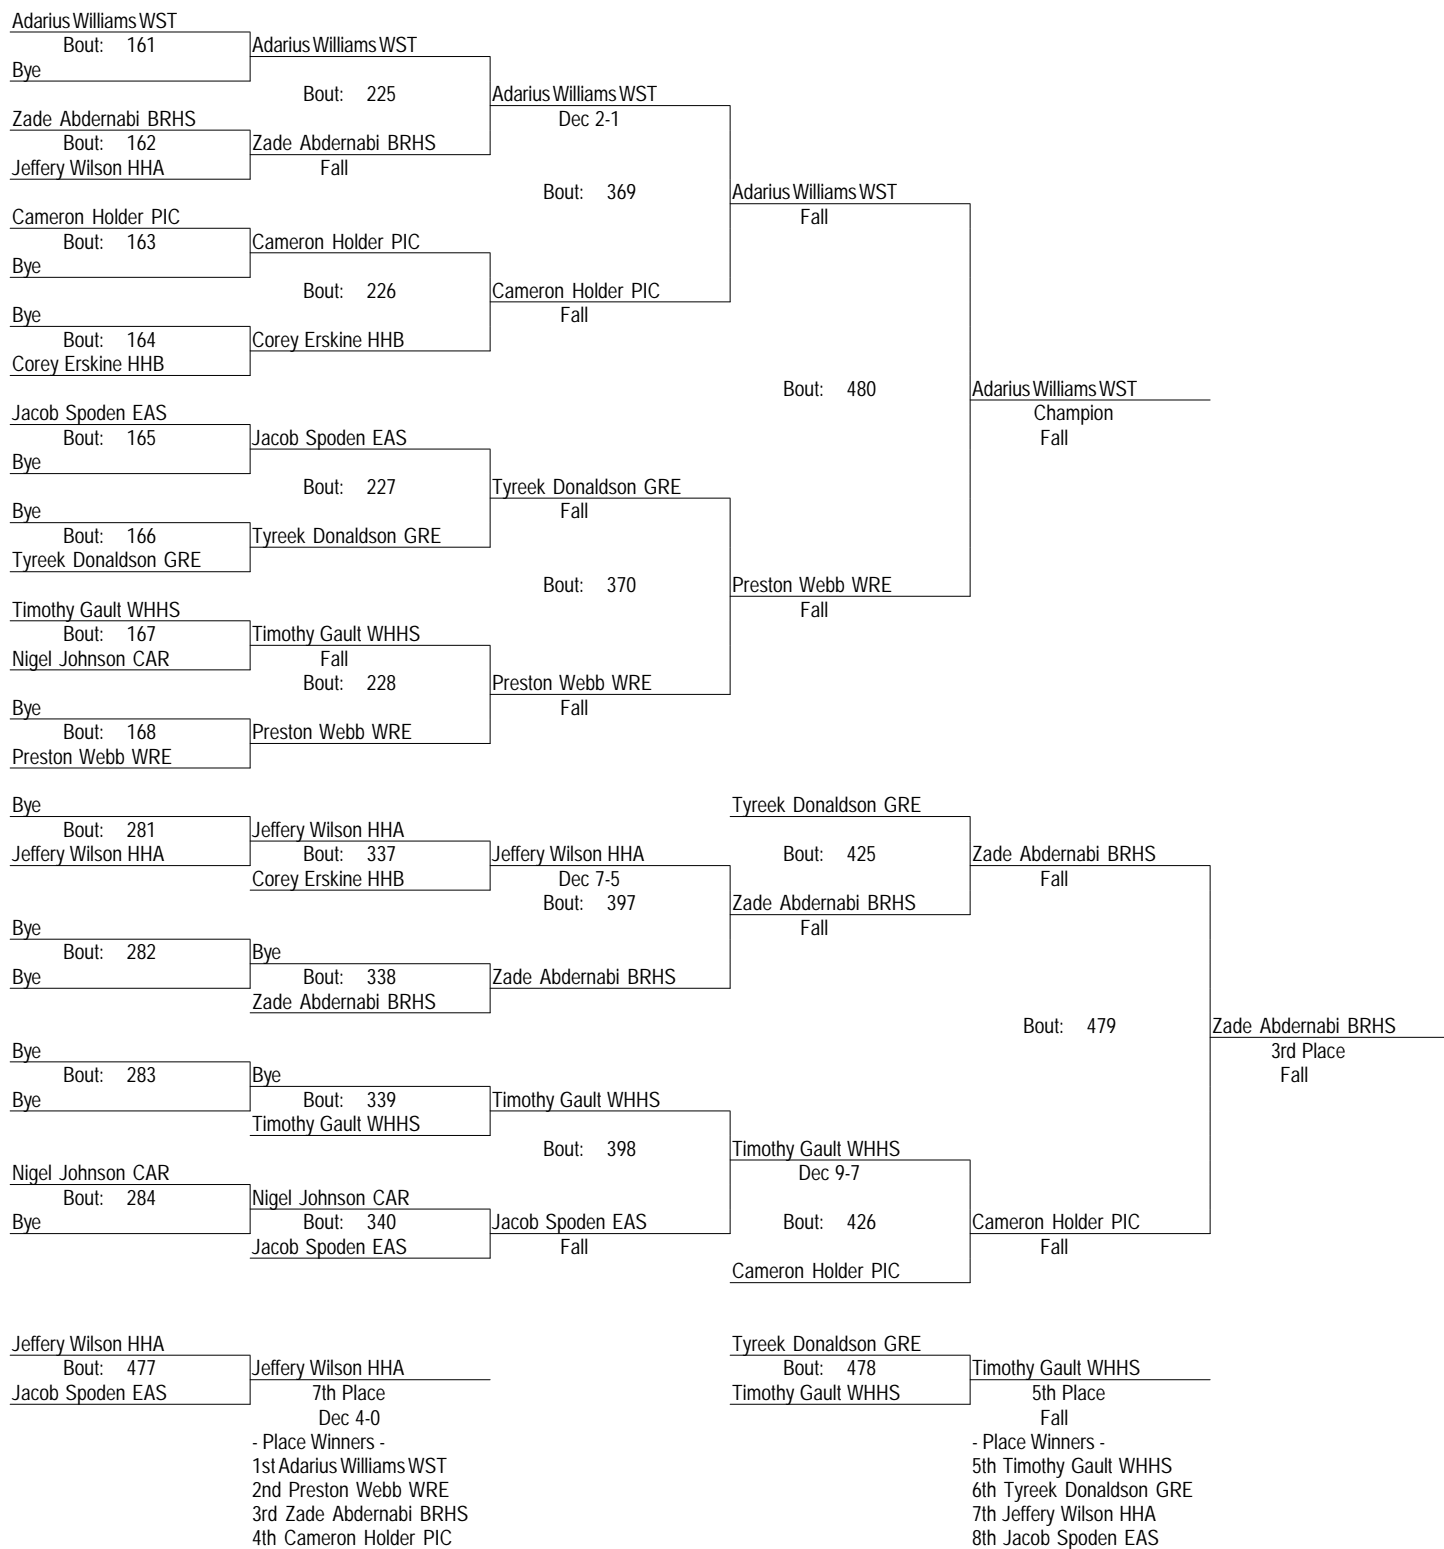 Adarius Williams WST
Bout: 161
Adarius Williams WST
Bye
Bout: 225
Adarius Williams WST
Zade Abdernabi BRHS
Dec 2-1
Bout: 162
Zade Abdernabi BRHS
Jeffery Wilson HHA
Fall
Bout: 369
Adarius Williams WST
Cameron Holder PIC
Fall
Bout: 163
Cameron Holder PIC
Bye
Bout: 226
Cameron Holder PIC
Bye
Fall
Bout: 164
Corey Erskine HHB
Corey Erskine HHB
Bout: 480
Adarius Williams WST
Jacob Spoden EAS
Champion
Bout: 165
Jacob Spoden EAS
Fall
Bye
Bout: 227
Tyreek Donaldson GRE
Bye
Fall
Bout: 166
Tyreek Donaldson GRE
Tyreek Donaldson GRE
Bout: 370
Preston Webb WRE
Timothy Gault WHHS
Fall
Bout: 167
Timothy Gault WHHS
Nigel Johnson CAR
Fall
Bout: 228
Preston Webb WRE
Bye
Fall
Bout: 168
Preston Webb WRE
Preston Webb WRE
Bye
Tyreek Donaldson GRE
Bout: 281
Jeffery Wilson HHA
Jeffery Wilson HHA
Bout: 337
Jeffery Wilson HHA
Bout: 425
Zade Abdernabi BRHS
Corey Erskine HHB
Dec 7-5
Fall
Bout: 397
Zade Abdernabi BRHS
Bye
Fall
Bout: 282
Bye
Bye
Bout: 338
Zade Abdernabi BRHS
Zade Abdernabi BRHS
Bout: 479
Zade Abdernabi BRHS
Bye
3rd Place
Bout: 283
Bye
Fall
Bye
Bout: 339
Timothy Gault WHHS
Timothy Gault WHHS
Bout: 398
Timothy Gault WHHS
Nigel Johnson CAR
Dec 9-7
Bout: 284
Nigel Johnson CAR
Bye
Bout: 340
Jacob Spoden EAS
Bout: 426
Cameron Holder PIC
Jacob Spoden EAS
Fall
Fall
Cameron Holder PIC
Jeffery Wilson HHA
Tyreek Donaldson GRE
Bout: 477
Jeffery Wilson HHA
Bout: 478
Timothy Gault WHHS
Jacob Spoden EAS
7th Place
Timothy Gault WHHS
5th Place
Dec 4-0
Fall
- Place Winners -
1st Adarius Williams WST
2nd Preston Webb WRE
3rd Zade Abdernabi BRHS
4th Cameron Holder PIC
- Place Winners -
5th Timothy Gault WHHS
6th Tyreek Donaldson GRE
7th Jeffery Wilson HHA
8th Jacob Spoden EAS